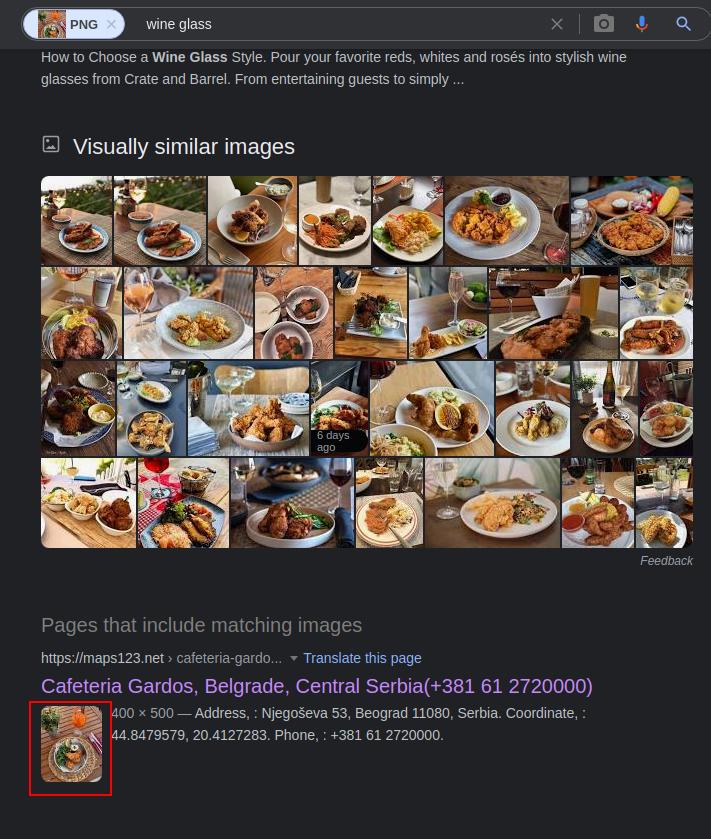 PNG
wine glass
How to Choose a Wine Glass Style. Pour your favorite reds, whites and rosés into stylish wine
glasses from Crate and Barrel. From entertaining guests to simply ...
Visually similar images
6 days
ago
Feedback
Pages that include matching images
https://maps123.net › cafeteria-gardo... Translate this page
Cafeteria Gardos, Belgrade, Central Serbia(+381 61 2720000)
400 × 500 — Address, : Njegoševa 53, Beograd 11080, Serbia. Coordinate, :
44.8479579, 20.4127283. Phone, : +381 61 2720000.